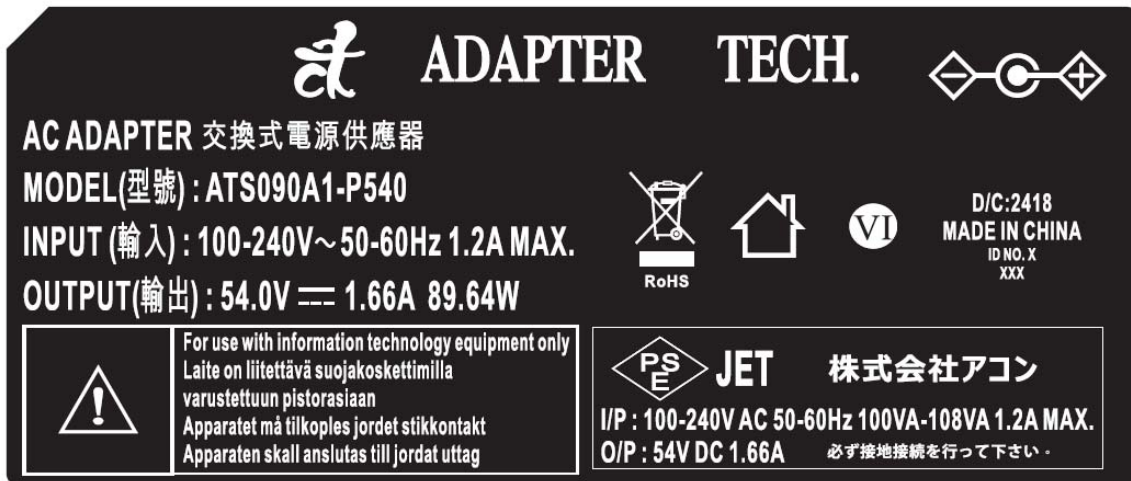 ADAPTER TECH.
AC ADAPTER 交換式電源供應器
MODEL(型號) : ATS090A1-P540
INPUT (輸入) : 100-240V～50-60Hz 1.2A MAX.
OUTPUT(輸出) : 54.0V ⎓ 1.66A 89.64W
RoHS
VI
D/C:2418
MADE IN CHINA
ID NO. X
XXX
For use with information technology equipment only
Laite on liitettävä suojakoskettimilla
varustettuun pistorasiaan
Apparatet må tilkoples jordet stikkontakt
Apparaten skall anslutas till jordat uttag
PSE JET 株式会社アコン
I/P : 100-240V AC 50-60Hz 100VA-108VA 1.2A MAX.
O/P : 54V DC 1.66A 必ず接地接続を行って下さい。